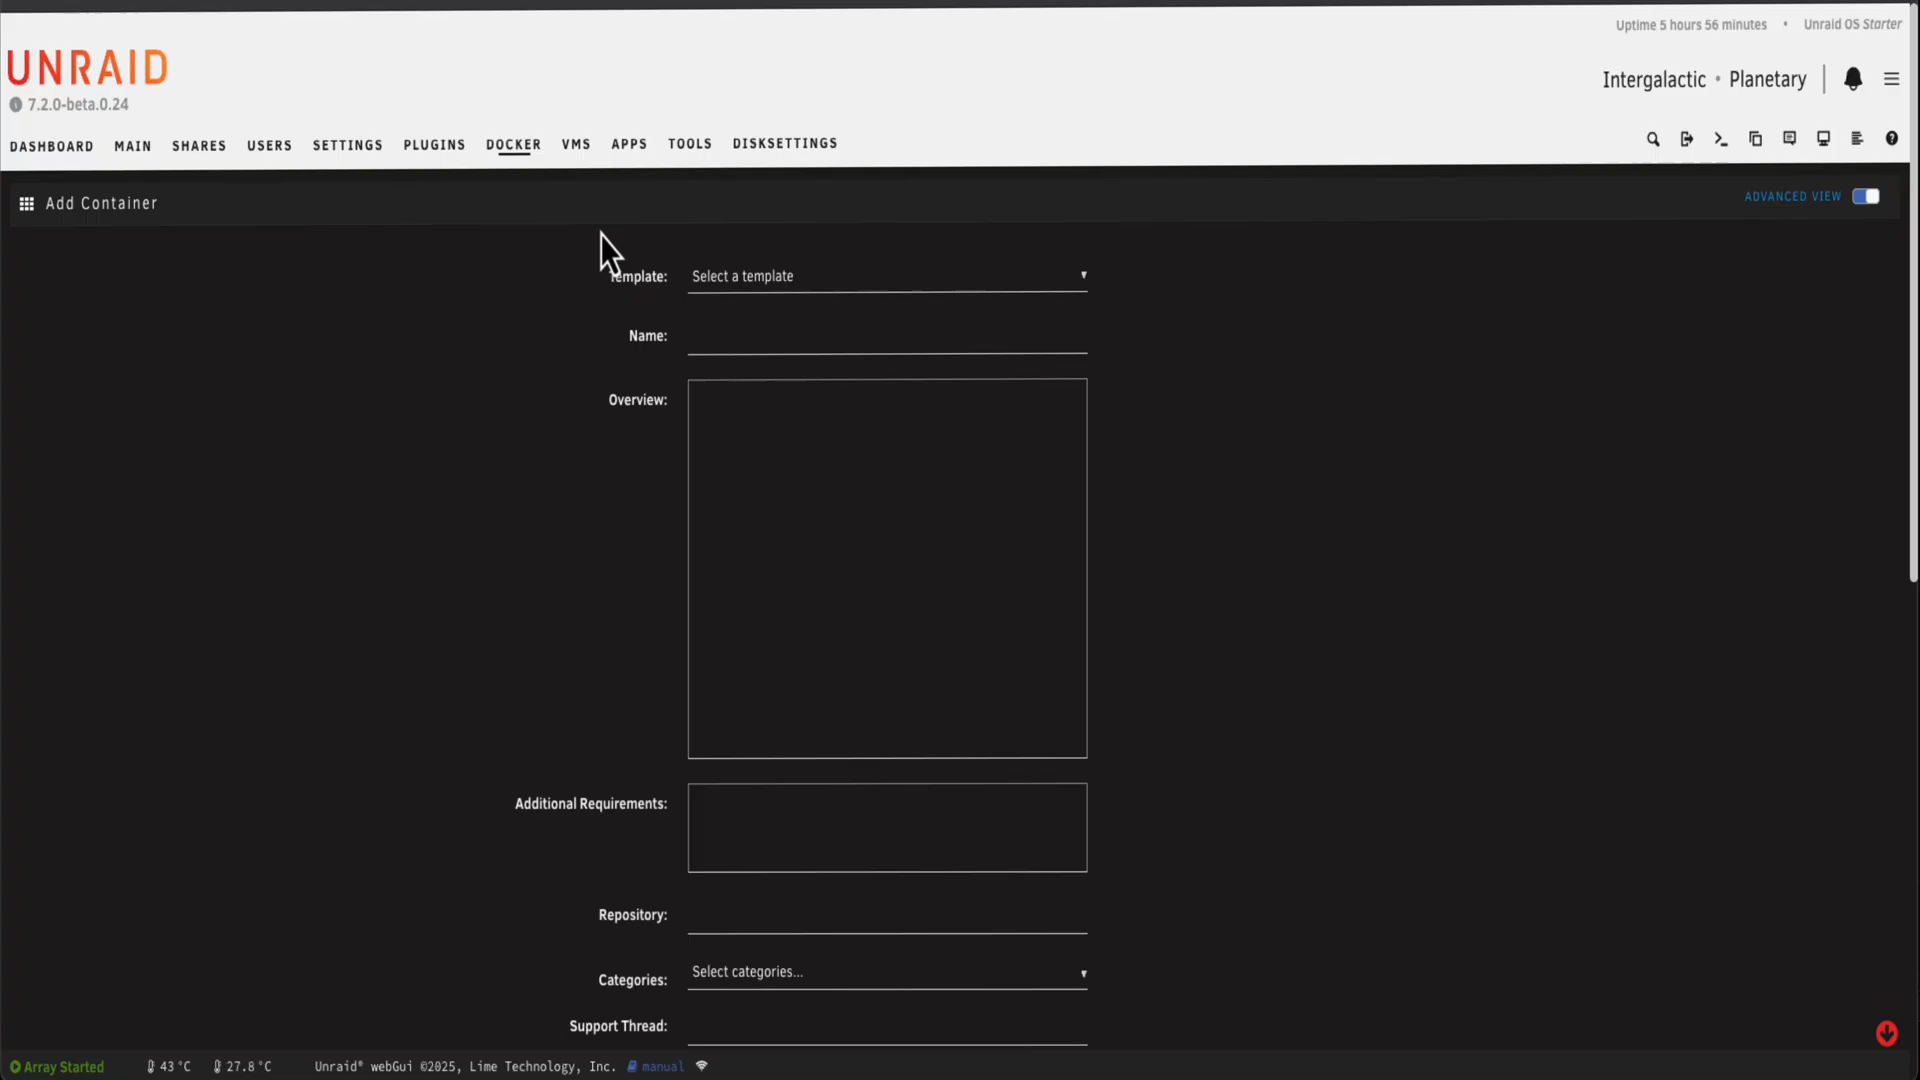 Uptime 5 hours 56 minutes • Unraid OS Starter
UNRAID
7.2.0-beta.0.24
Intergalactic • Planetary
DASHBOARD MAIN SHARES USERS SETTINGS PLUGINS DOCKER VMS APPS TOOLS DISKSETTINGS
Add Container
ADVANCED VIEW
Template: Select a template
Name:
Overview:
Additional Requirements:
Repository:
Categories: Select categories...
Support Thread:
Array Started 43 °C 27.8 °C Unraid® webGui ©2025, Lime Technology, Inc. manual